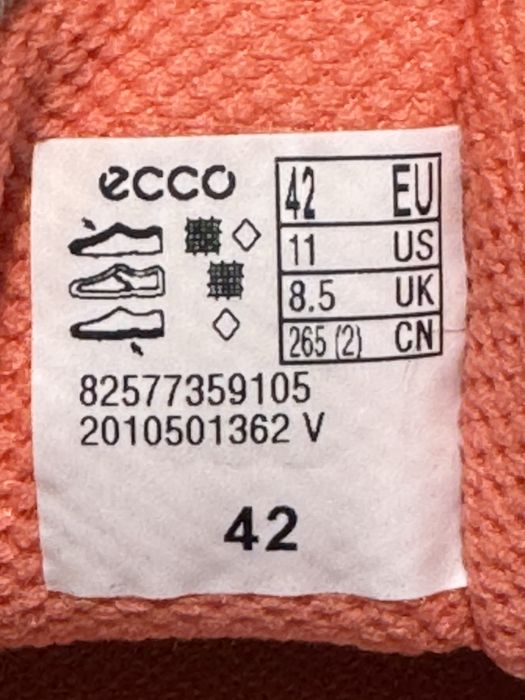 ecco
42 EU
11 US
8.5 UK
265 (2) CN
82577359105
2010501362 V
42